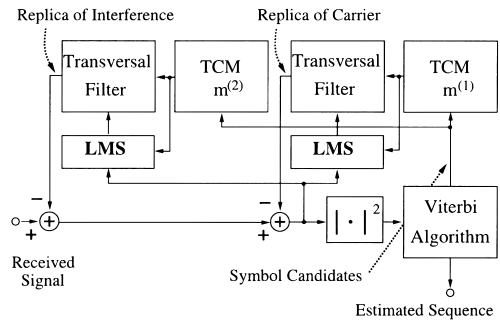 Replica of Interference
Replica of Carrier
Transversal
Filter
TCM
m(2)
Transversal
Filter
TCM
m(1)
LMS
LMS
−
+
+
−
+
+
| · |2
Viterbi
Algorithm
Received
Signal
Symbol Candidates
Estimated Sequence